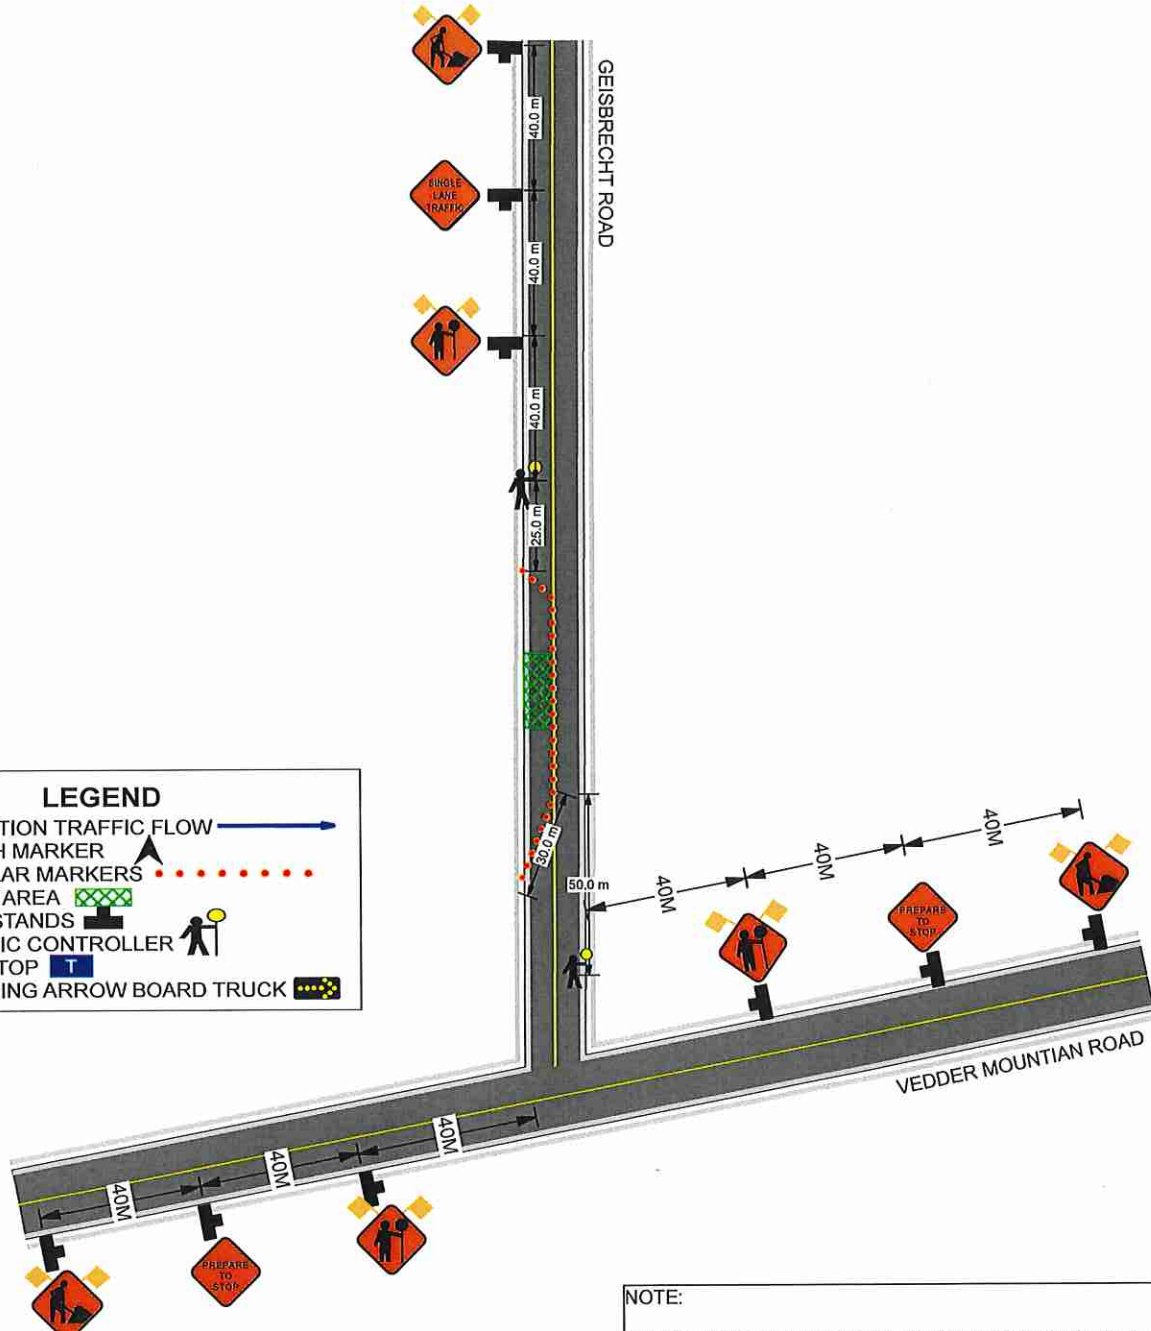 GEISBRECHT ROAD
40.0 m
SINGLE
LANE
TRAFFIC
40.0 m
40.0 m
25.0 m
30.0 m
50.0 m
40M
40M
40M
PREPARE
TO
STOP
VEDDER MOUNTIAN ROAD
LEGEND
TION TRAFFIC FLOW
H MARKER
LAR MARKERS
AREA
STANDS
IC CONTROLLER
TOP T
ING ARROW BOARD TRUCK
40M
40M
40M
PREPARE
TO
STOP
NOTE: